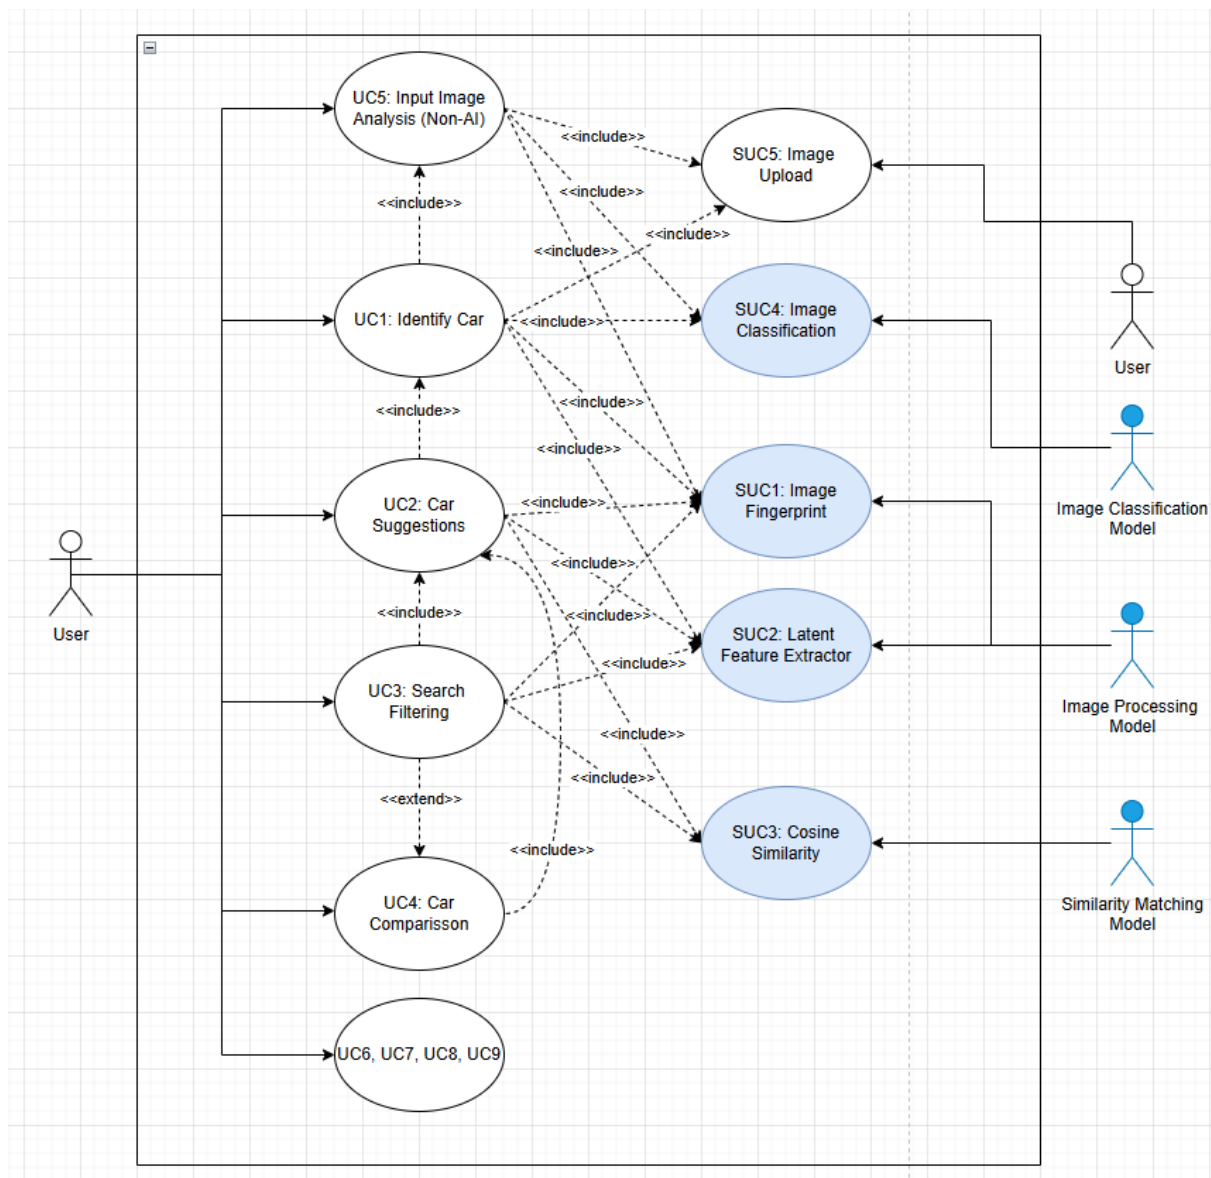 UC5: Input Image
Analysis (Non-AI)
<<include>>
SUC5: Image
Upload
<<include>>
<<include>>
<<include>>
<<include>>
UC1: Identify Car
<<include>>
SUC4: Image
Classification
User
<<include>>
<<include>>
<<include>>
UC2: Car
Suggestions
<<include>>
SUC1: Image
Fingerprint
Image Classification
Model
<<include>>
User
<<include>>
<<include>>
SUC2: Latent
Feature Extractor
<<include>>
UC3: Search
Filtering
Image Processing
Model
<<include>>
<<include>>
<<extend>>
SUC3: Cosine
Similarity
<<include>>
UC4: Car
Comparisson
Similarity Matching
Model
UC6, UC7, UC8, UC9